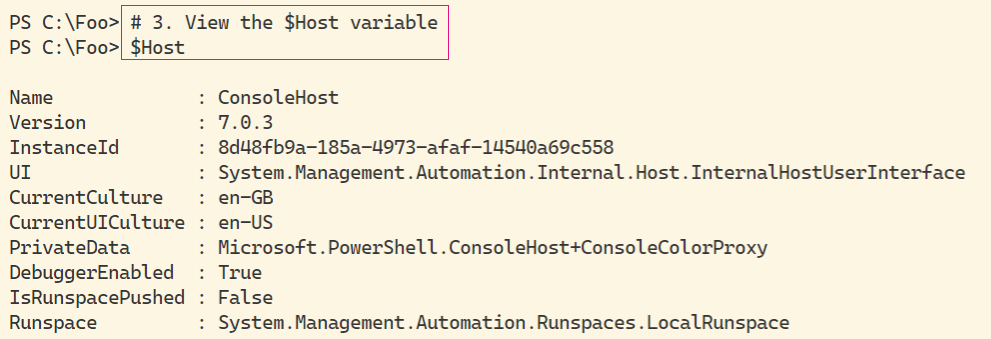 PS C:\Foo> # 3. View the $Host variable
PS C:\Foo> $Host
Name             : ConsoleHost
Version          : 7.0.3
InstanceId       : 8d48fb9a-185a-4973-afaf-14540a69c558
UI               : System.Management.Automation.Internal.Host.InternalHostUserInterface
CurrentCulture   : en-GB
CurrentUICulture : en-US
PrivateData      : Microsoft.PowerShell.ConsoleHost+ConsoleColorProxy
DebuggerEnabled  : True
IsRunspacePushed : False
Runspace         : System.Management.Automation.Runspaces.LocalRunspace